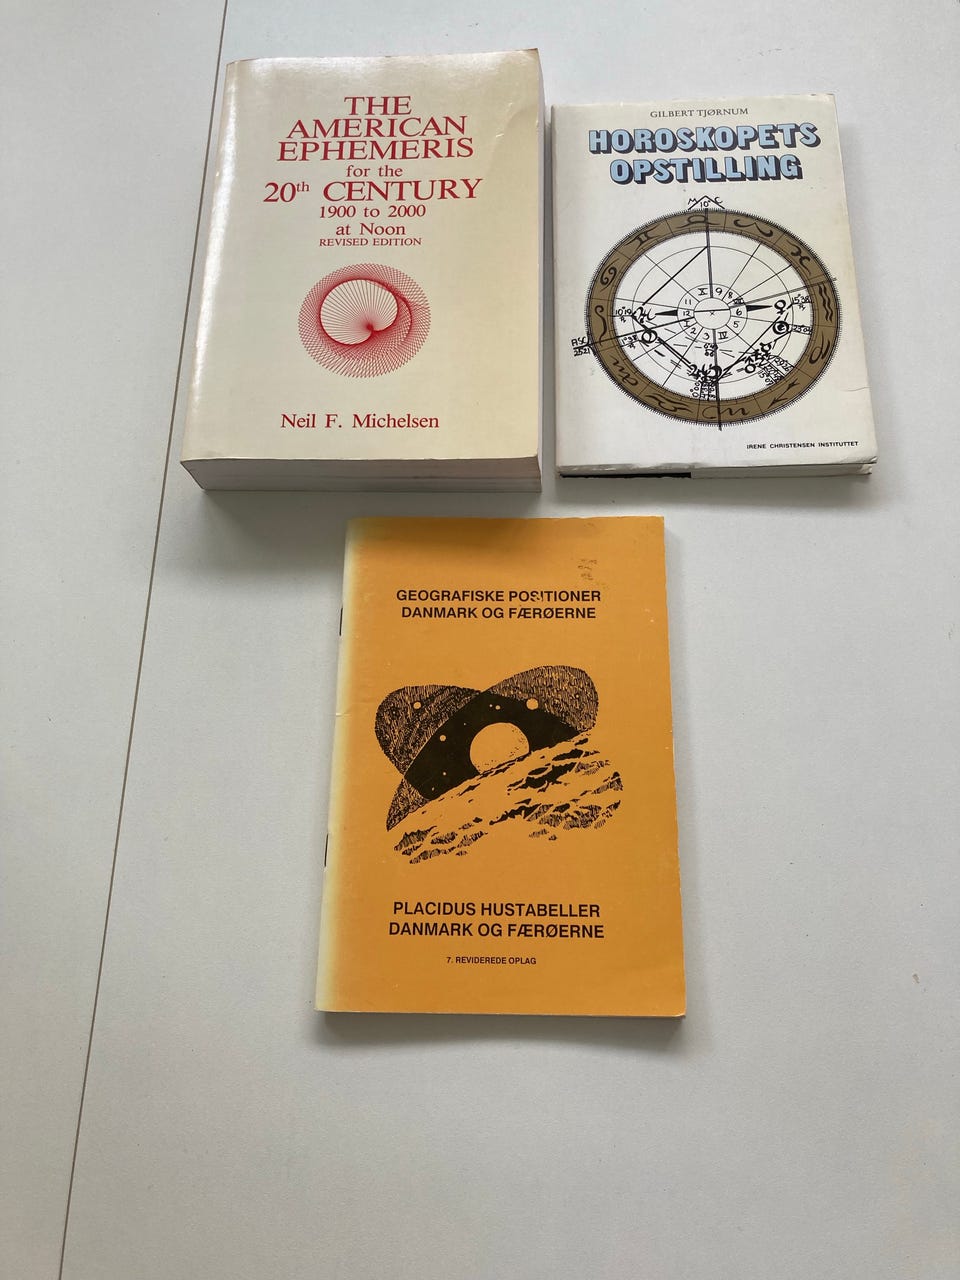 THE
AMERICAN
EPHEMERIS
for the
20th CENTURY
1900 to 2000
at Noon
REVISED EDITION
Neil F. Michelsen
GILBERT TJØRNUM
HOROSKOPETS
OPSTILLING
IRENE CHRISTENSEN INSTITUTTET
GEOGRAFISKE POSITIONER
DANMARK OG FÆRØERNE
PLACIDUS HUSTABELLER
DANMARK OG FÆRØERNE
7. REVIDEREDE OPLAG